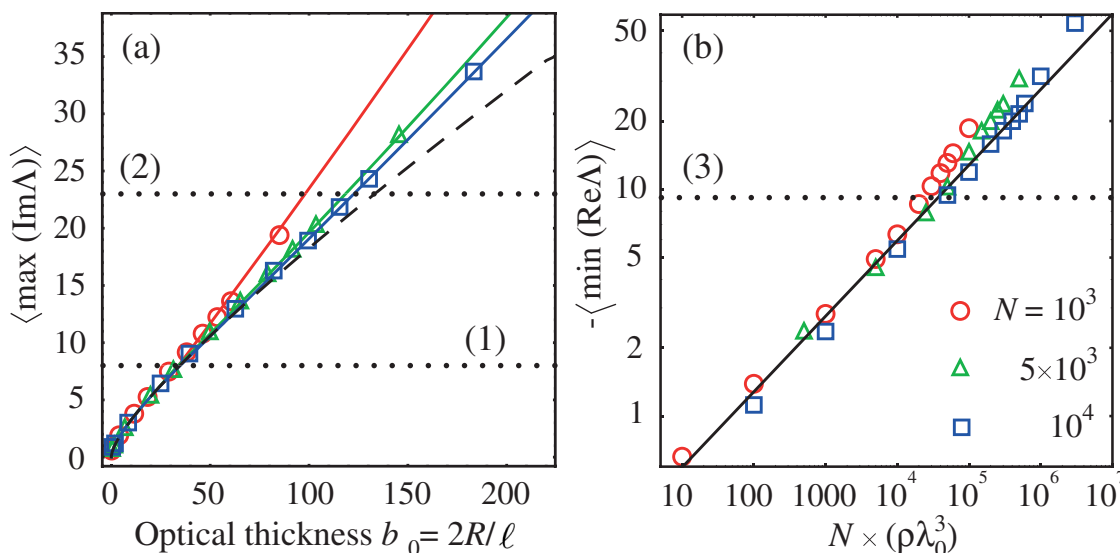 (a)
⟨max (ImΛ)⟩
35
30
25
20
15
10
5
0
(2)
(1)
0 50 100 150 200
Optical thickness b₀= 2R/ℓ
(b)
-⟨min (ReΛ)⟩
50
20
10
5
2
1
(3)
N = 10³
5×10³
10⁴
10 100 1000 10⁴ 10⁵ 10⁶ 10⁷
N × (ρλ₀³)